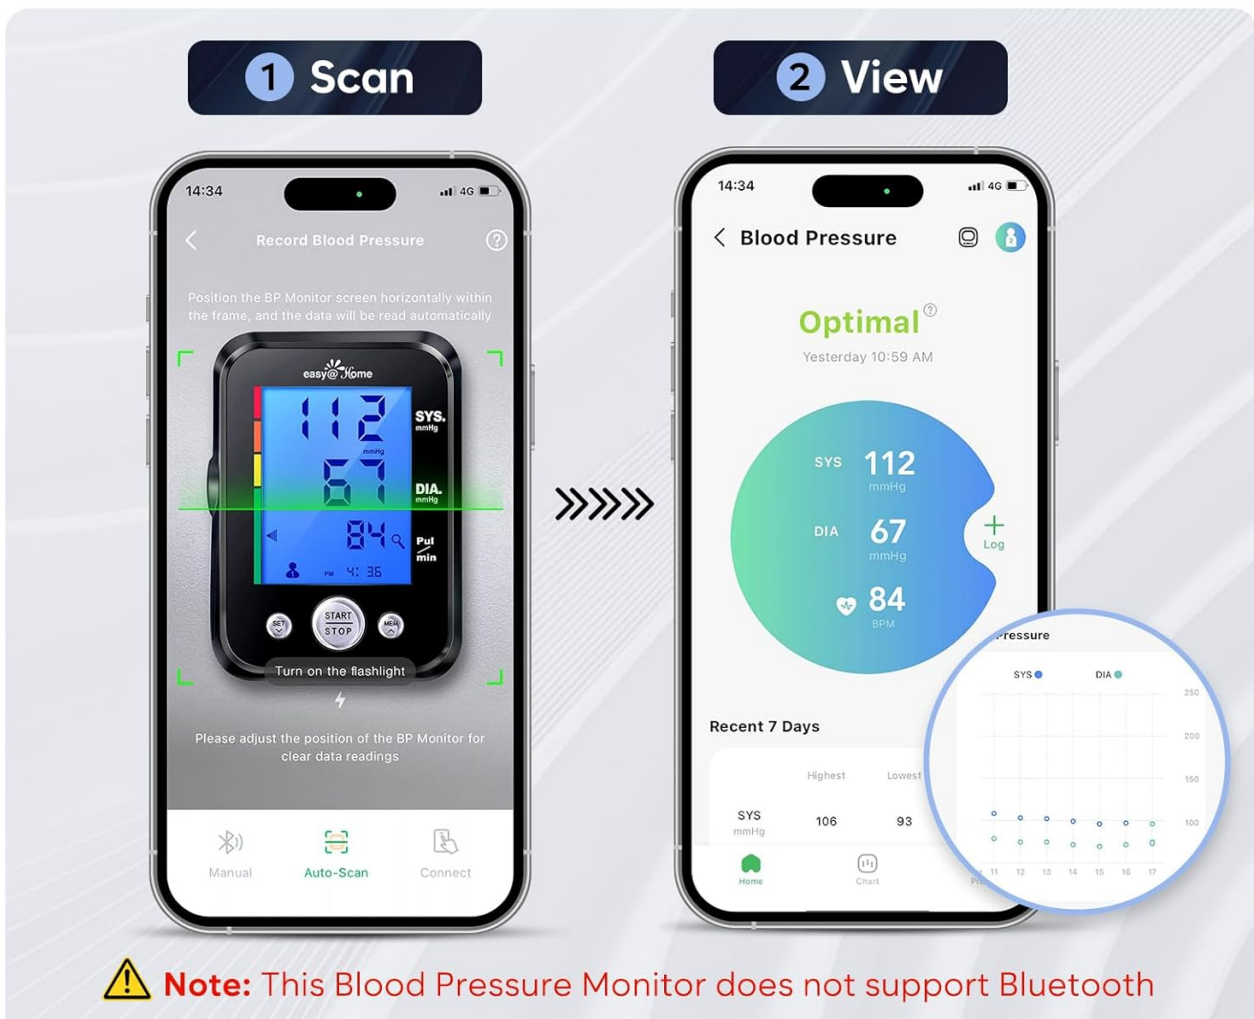 1 Scan
2 View
14:34
4G
Record Blood Pressure
?
Position the BP Monitor screen horizontally within
the frame, and the data will be read automatically
easy@Home
112
SYS.
mmHg
mmHg
67
DIA.
mmHg
84
Pul
min
PM 4:36
SET
START
STOP
MEM
Turn on the flashlight
Please adjust the position of the BP Monitor for
clear data readings
Manual
Auto-Scan
Connect
14:34
4G
Blood Pressure
Optimal ?
Yesterday 10:59 AM
SYS 112
mmHg
DIA 67
mmHg
84
BPM
+
Log
Recent 7 Days
Highest Lowest
SYS 106 93
mmHg
Home
Chart
Pressure
SYS DIA
250
200
150
100
11 12 13 14 15 16 17
Note: This Blood Pressure Monitor does not support Bluetooth